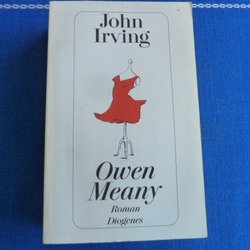 John
Irving
Owen
Meany
Roman
Diogenes